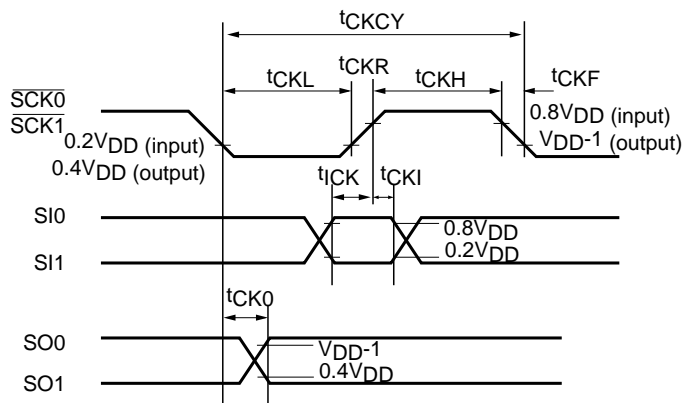 tCKCY
tCKR
tCKL
tCKH
tCKF
SCK0
SCK1
0.8VDD (input)
VDD-1 (output)
0.2VDD (input)
0.4VDD (output)
tICK
tCKI
SI0
SI1
0.8VDD
0.2VDD
tCK0
SO0
SO1
VDD-1
0.4VDD